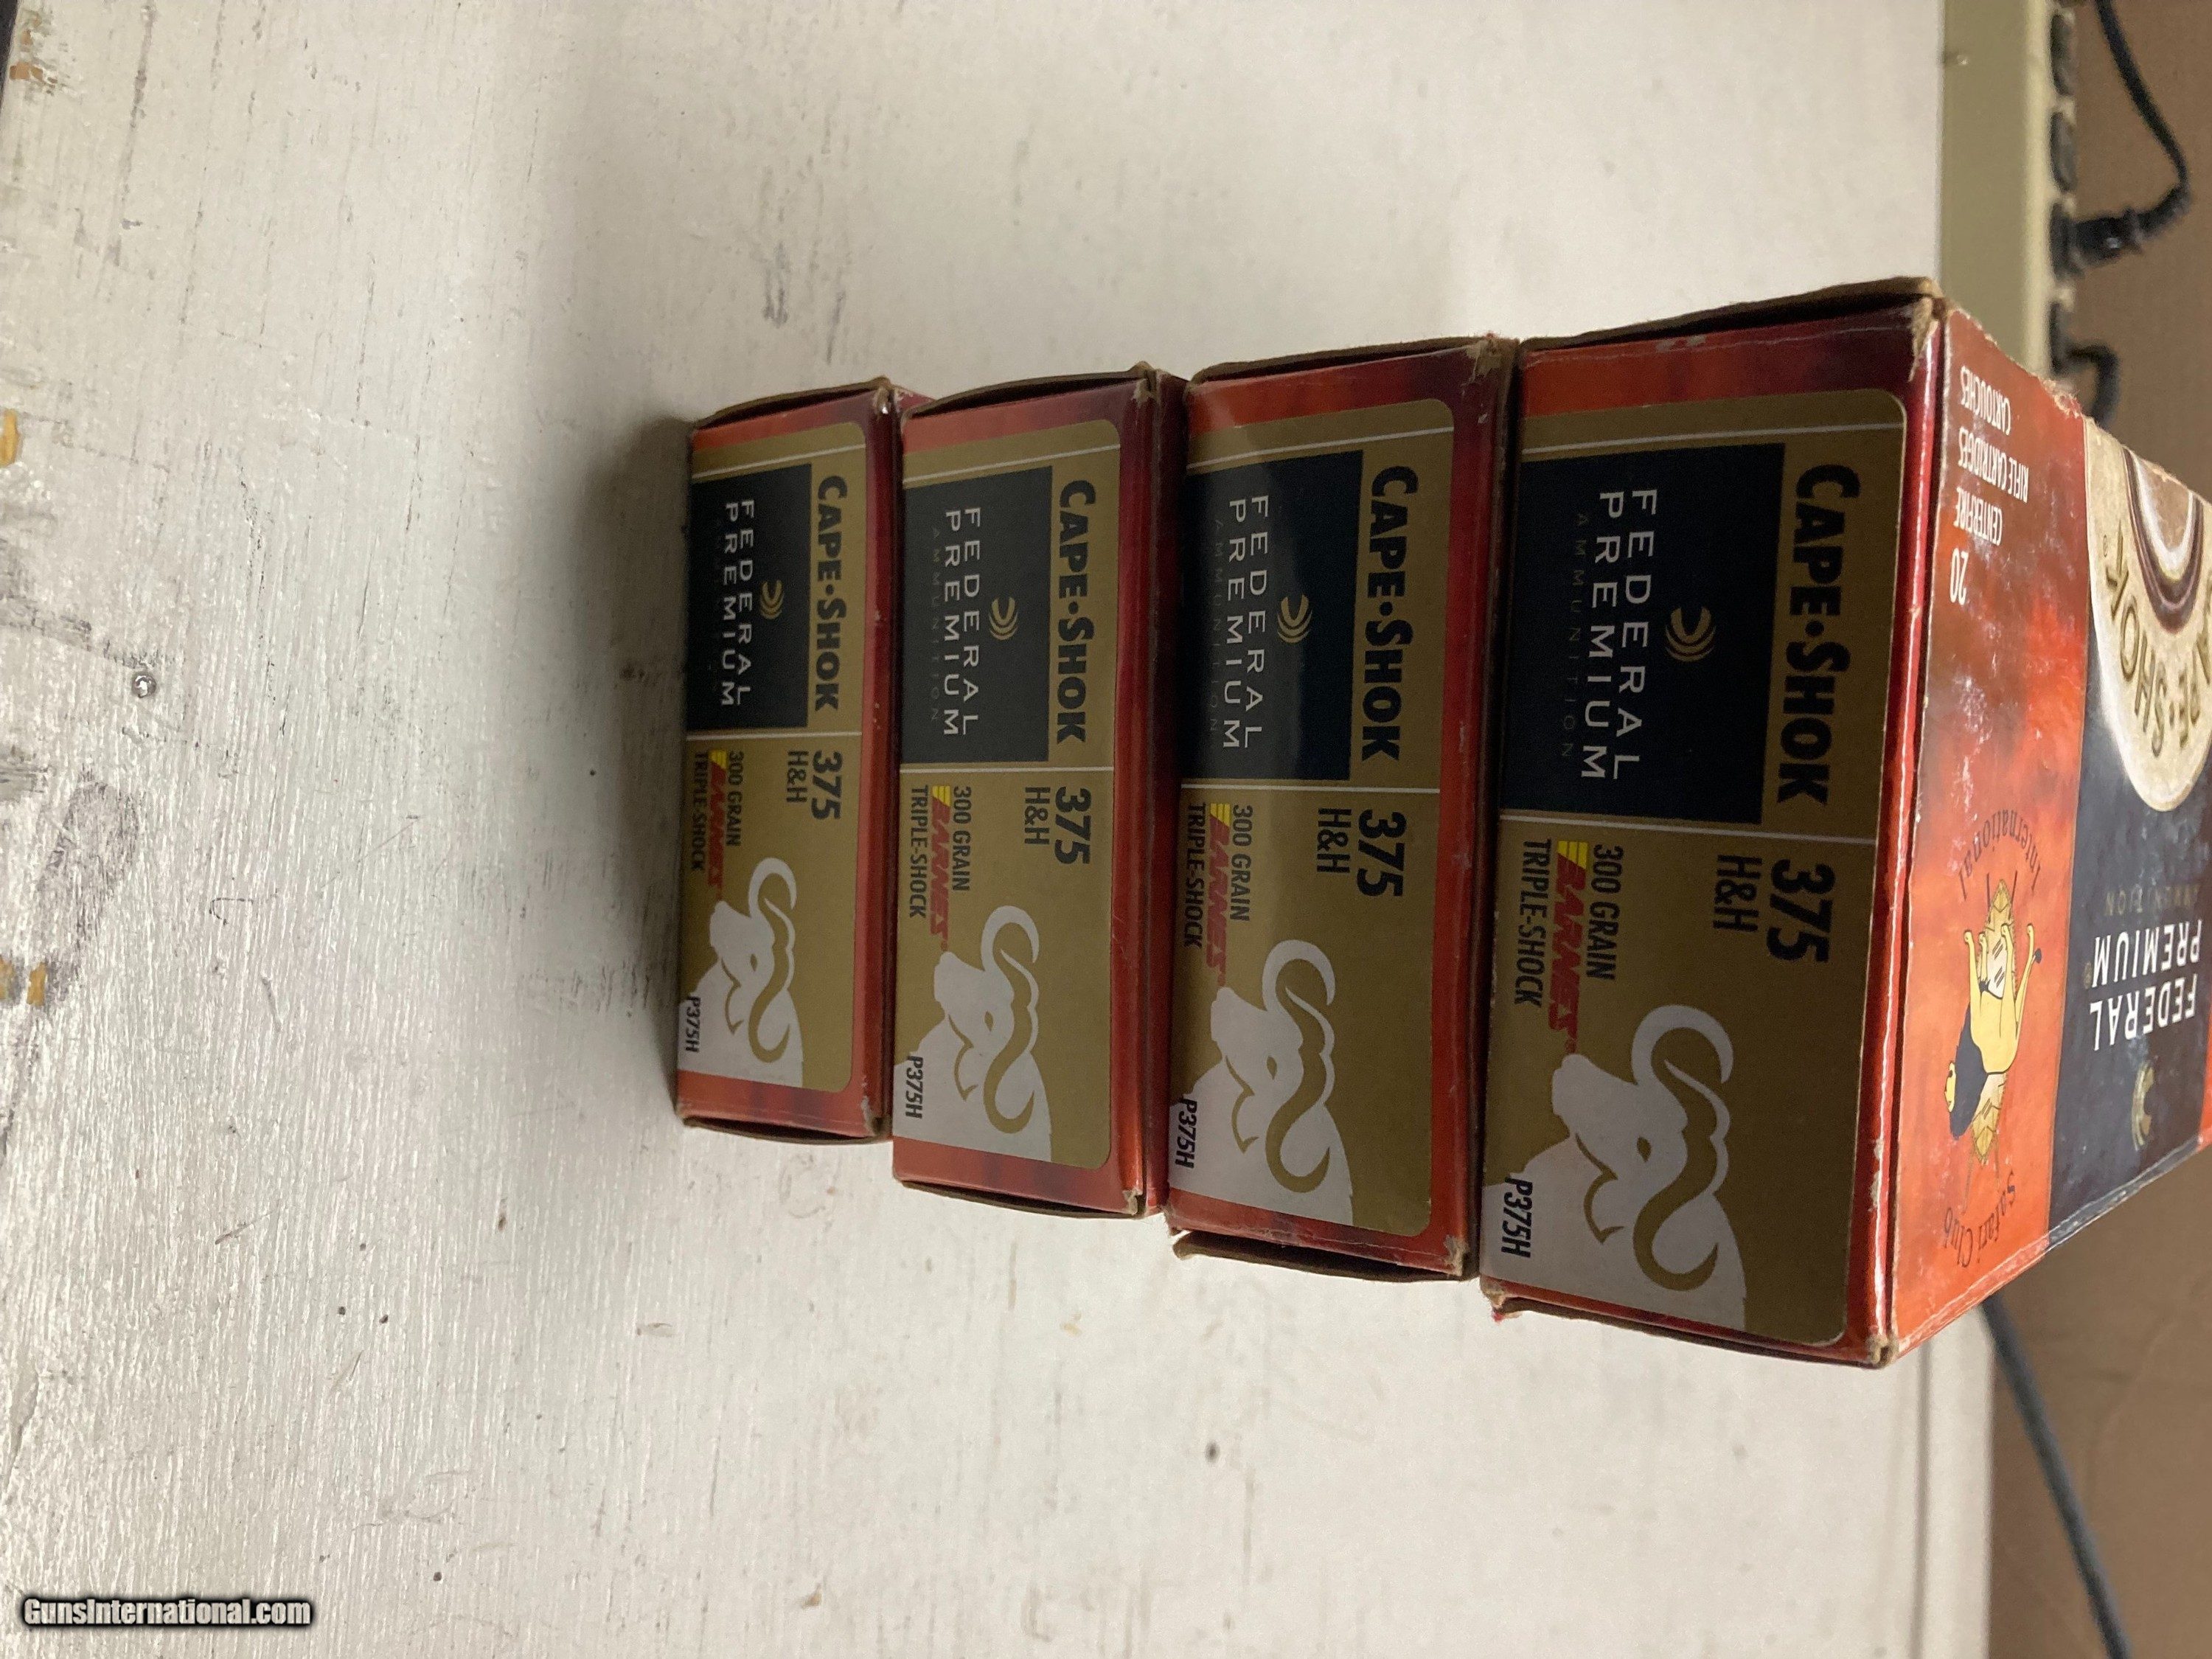 CAPE•SHOK
FEDERAL
PREMIUM
375
H&H
300 GRAIN
BARNES
TRIPLE-SHOCK
P375H
CAPE•SHOK
FEDERAL
PREMIUM
AMMUNITION
375
H&H
300 GRAIN
BARNES
TRIPLE-SHOCK
P375H
CAPE•SHOK
FEDERAL
PREMIUM
AMMUNITION
375
H&H
300 GRAIN
BARNES
TRIPLE-SHOCK
P375H
CAPE•SHOK
FEDERAL
PREMIUM
AMMUNITION
375
H&H
300 GRAIN
BARNES®
TRIPLE-SHOCK
P375H
20
CENTERFIRE
RIFLE CARTRIDGES
CARTOUCHES
Safari Club
International
PE•SHOK®
FEDERAL
PREMIUM®
AMMUNITION
GunsInternational.com